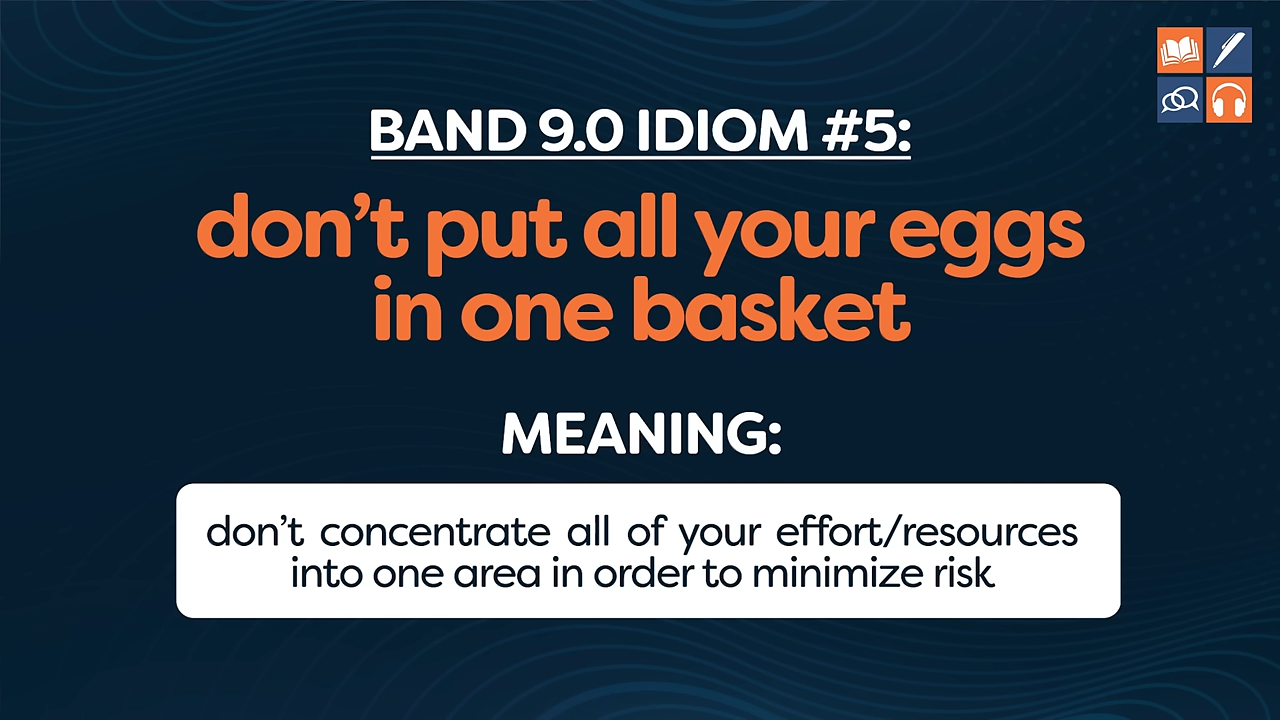 BAND 9.0 IDIOM #5:
don't put all your eggs
in one basket
MEANING:
don't concentrate all of your effort/resources
into one area in order to minimize risk